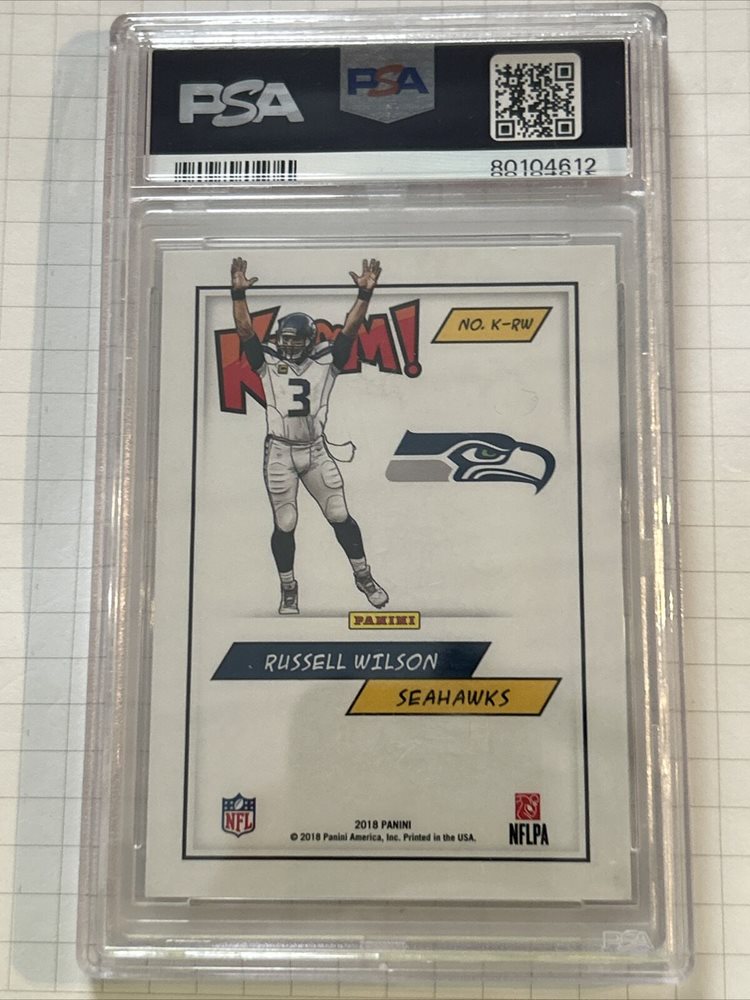 PSA
PSA
80104612
NO. K-RW
3
PANINI
RUSSELL WILSON
SEAHAWKS
NFL
2018 PANINI
© 2018 Panini America, Inc. Printed in the USA.
NFLPA
PSA